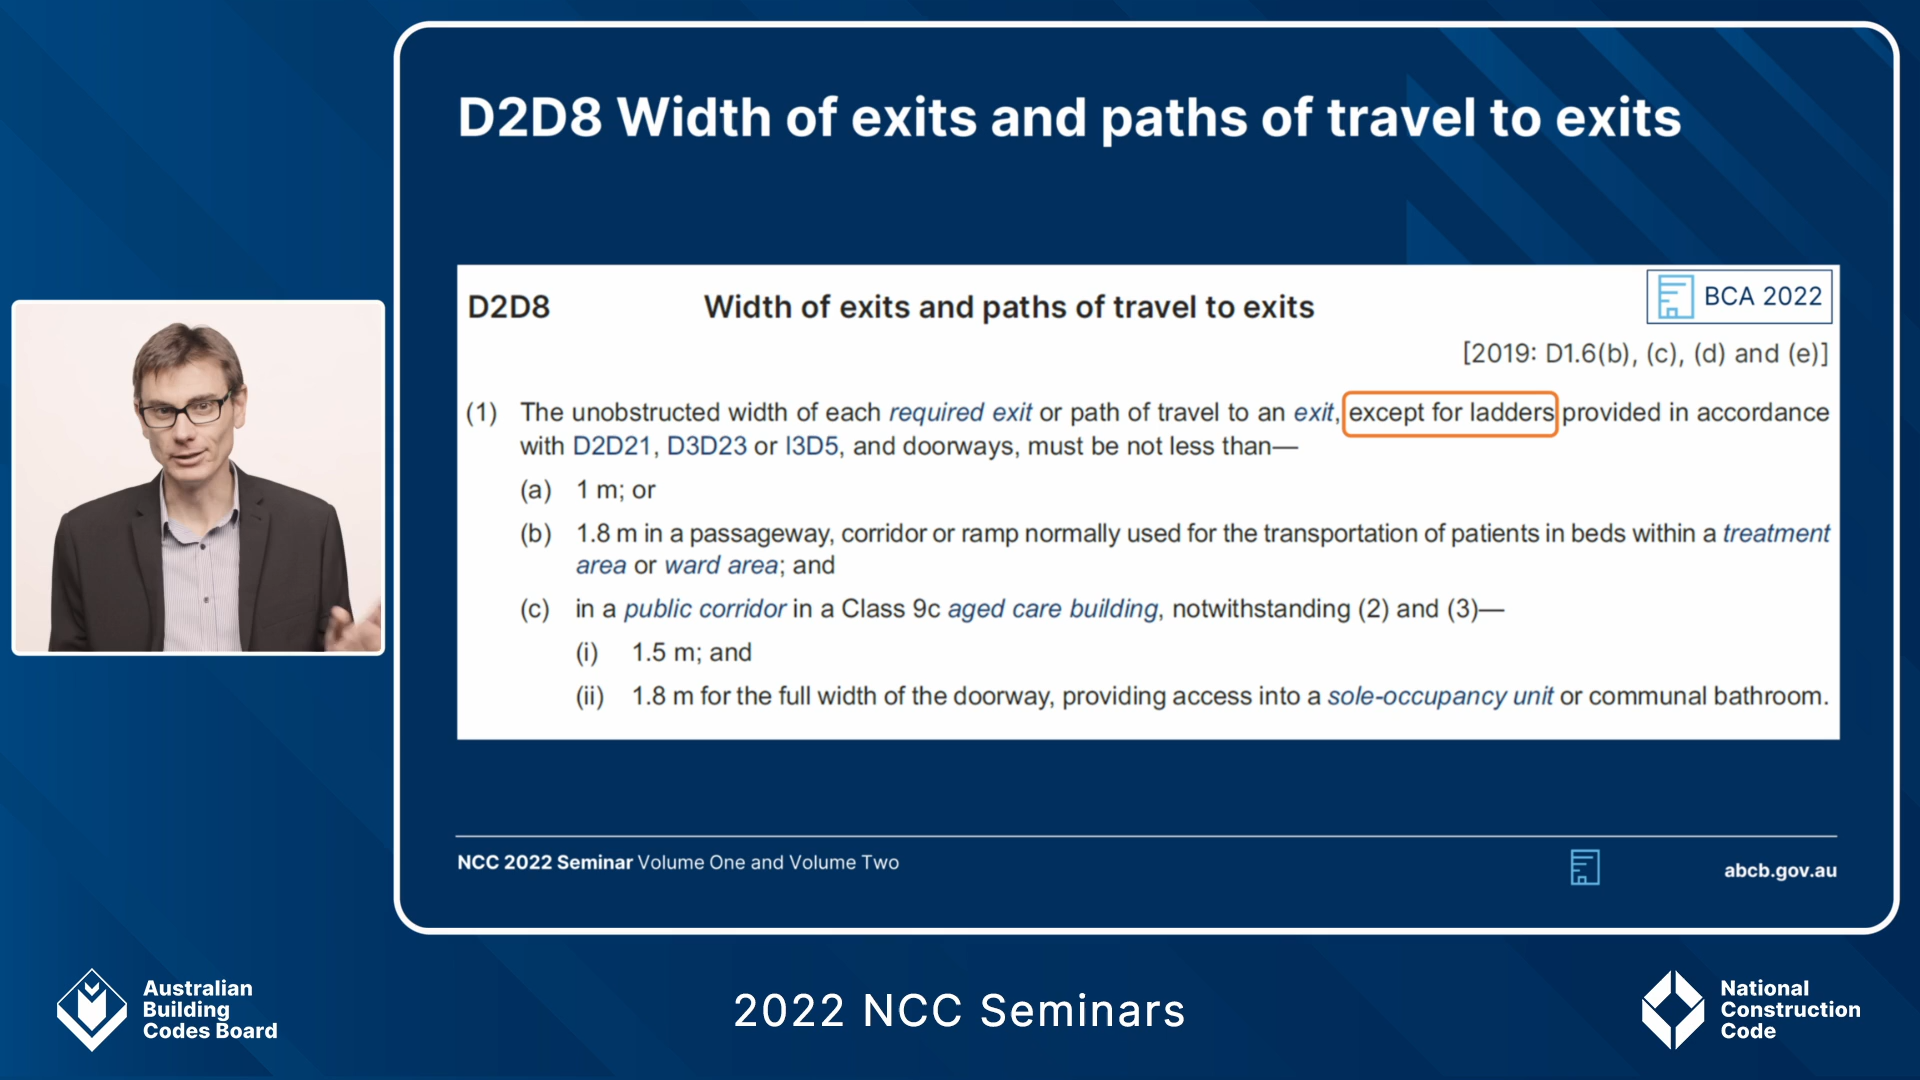 D2D8 Width of exits and paths of travel to exits
D2D8 Width of exits and paths of travel to exits
BCA 2022
[2019: D1.6(b), (c), (d) and (e)]
(1) The unobstructed width of each required exit or path of travel to an exit, except for ladders provided in accordance
with D2D21, D3D23 or I3D5, and doorways, must be not less than—
(a) 1 m; or
(b) 1.8 m in a passageway, corridor or ramp normally used for the transportation of patients in beds within a treatment
area or ward area; and
(c) in a public corridor in a Class 9c aged care building, notwithstanding (2) and (3)—
(i) 1.5 m; and
(ii) 1.8 m for the full width of the doorway, providing access into a sole-occupancy unit or communal bathroom.
NCC 2022 Seminar Volume One and Volume Two
abcb.gov.au
Australian
Building
Codes Board
2022 NCC Seminars
National
Construction
Code